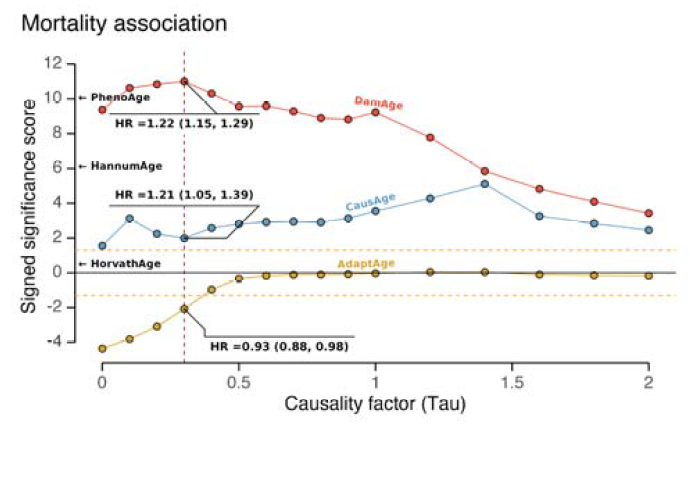 Mortality association
12
10
8
6
4
2
0
-2
-4
Signed significance score
← PhenoAge
HR =1.22 (1.15, 1.29)
DamAge
← HannumAge
HR =1.21 (1.05, 1.39)
CausAge
← HorvathAge
AdaptAge
HR =0.93 (0.88, 0.98)
0 0.5 1 1.5 2
Causality factor (Tau)